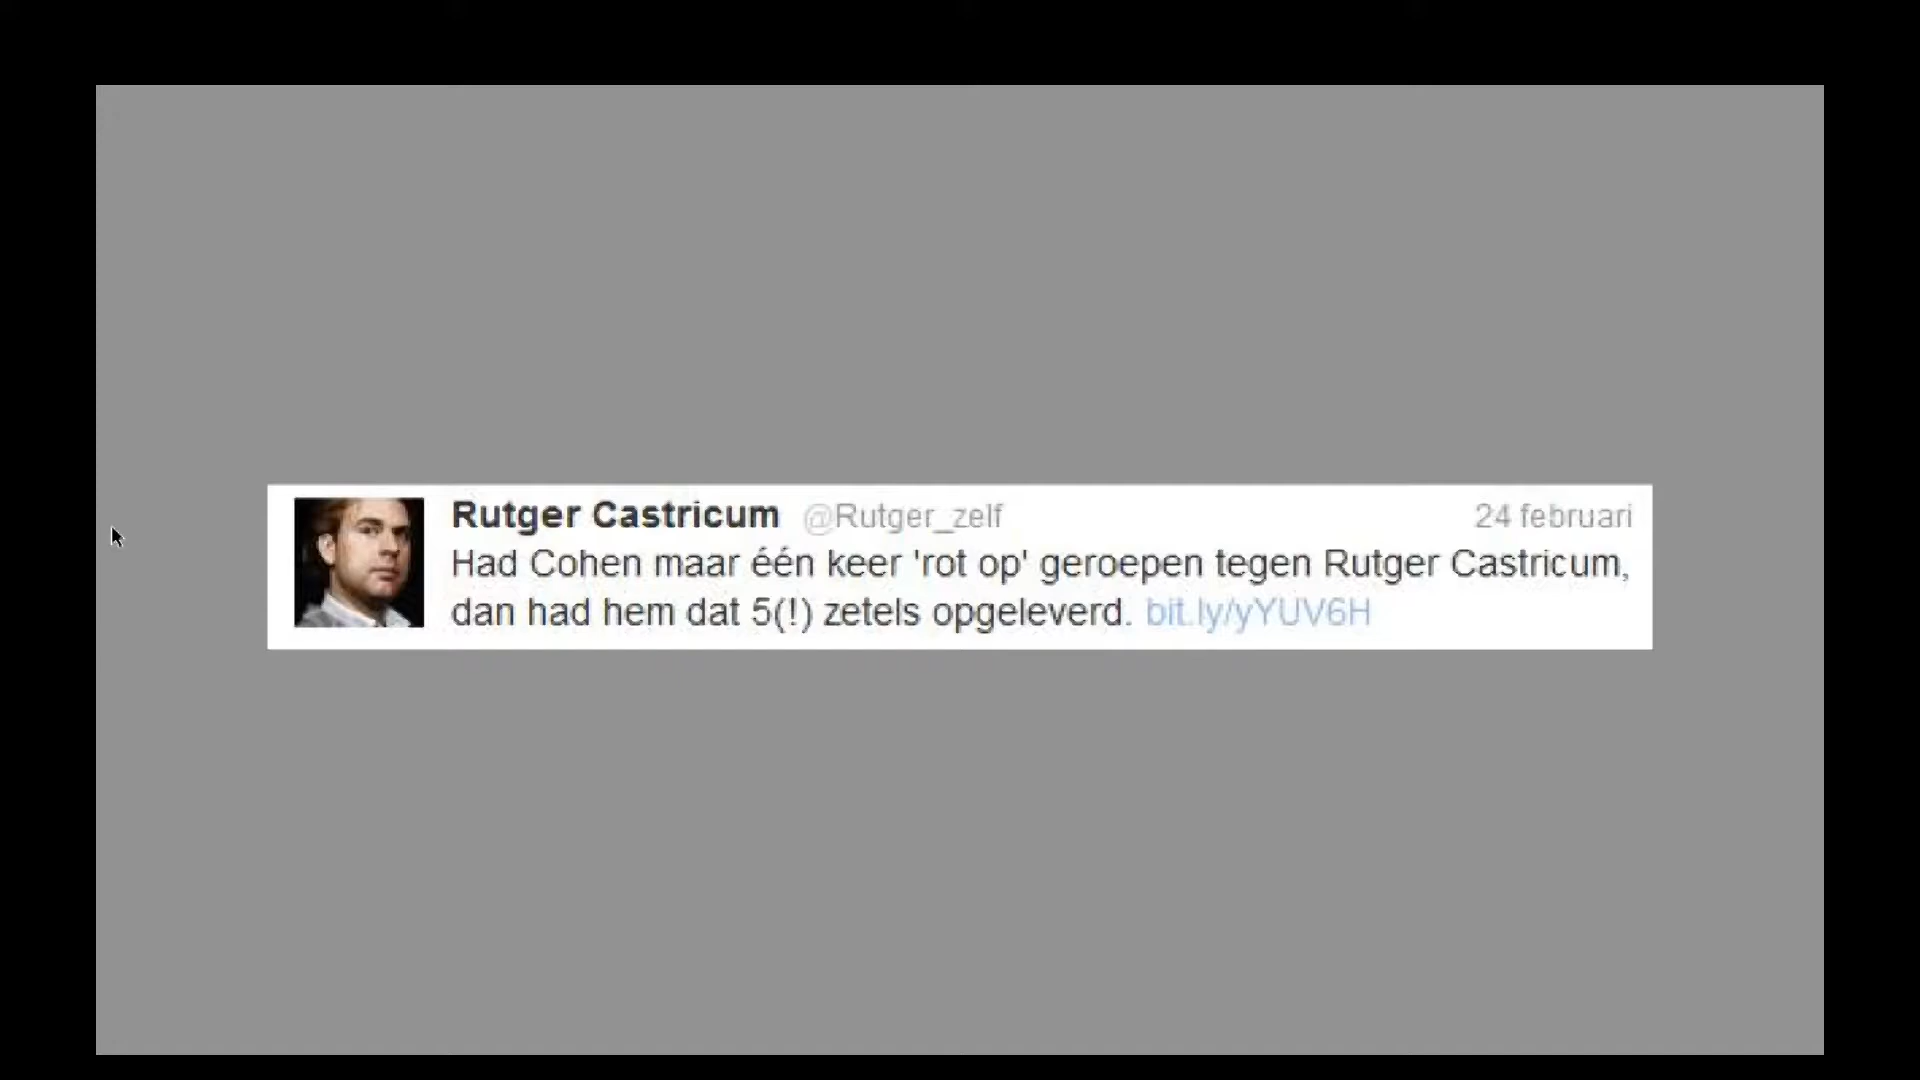 Rutger Castricum @Rutger_zelf 24 februari
Had Cohen maar één keer 'rot op' geroepen tegen Rutger Castricum,
dan had hem dat 5(!) zetels opgeleverd. bit.ly/yYUV6H